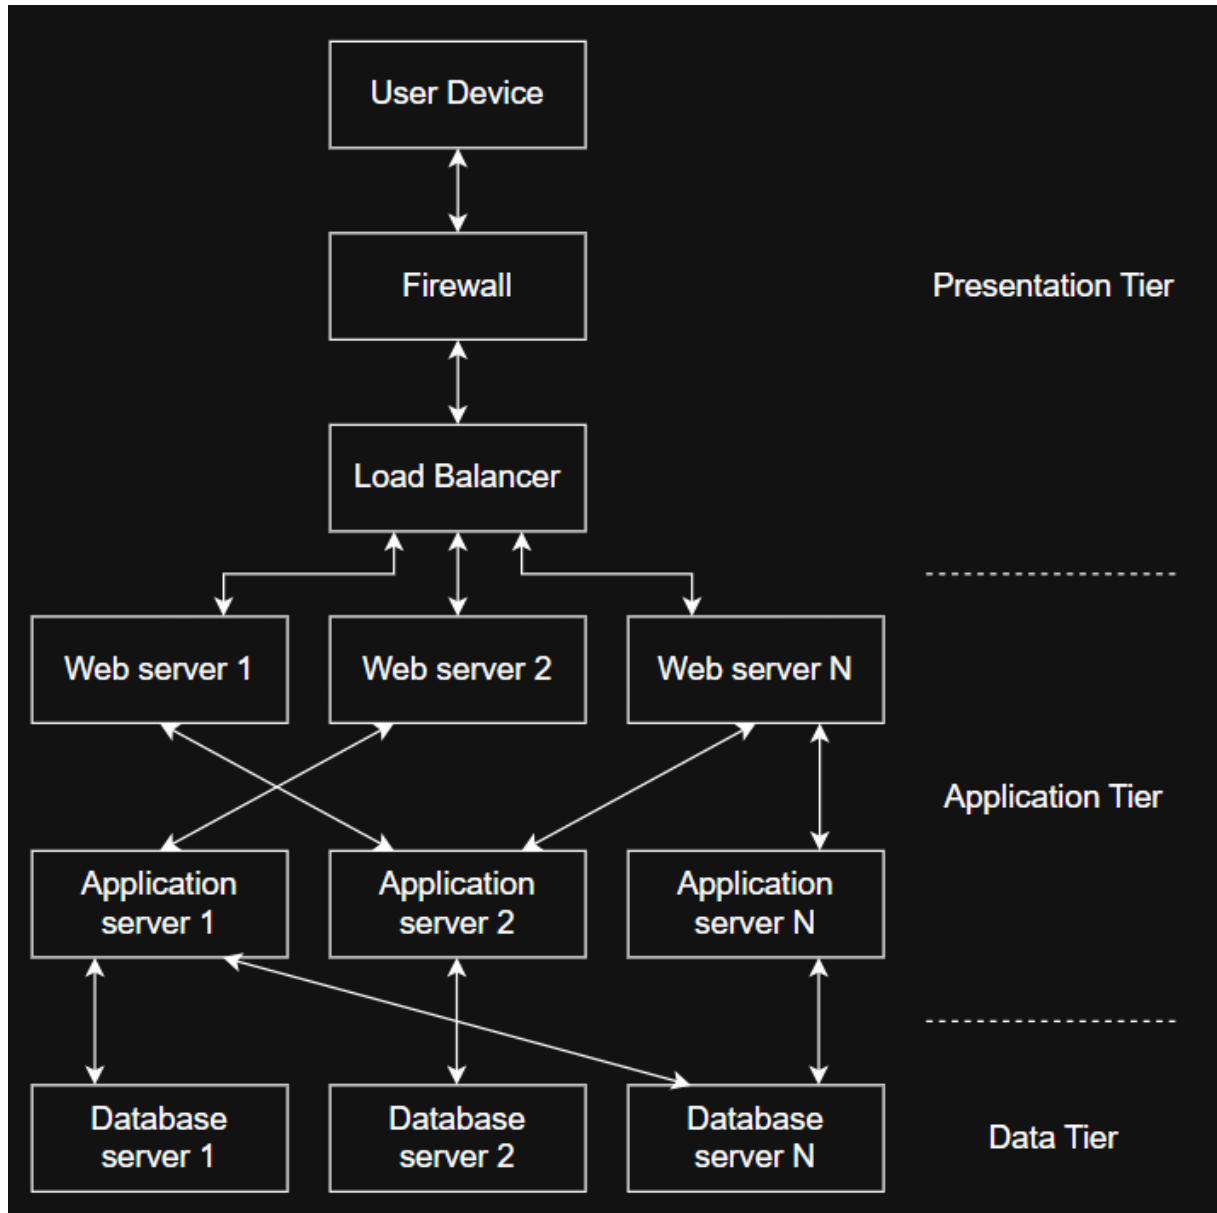 User Device
Firewall
Presentation Tier
Load Balancer
Web server 1
Web server 2
Web server N
Application Tier
Application
server 1
Application
server 2
Application
server N
Database
server 1
Database
server 2
Database
server N
Data Tier